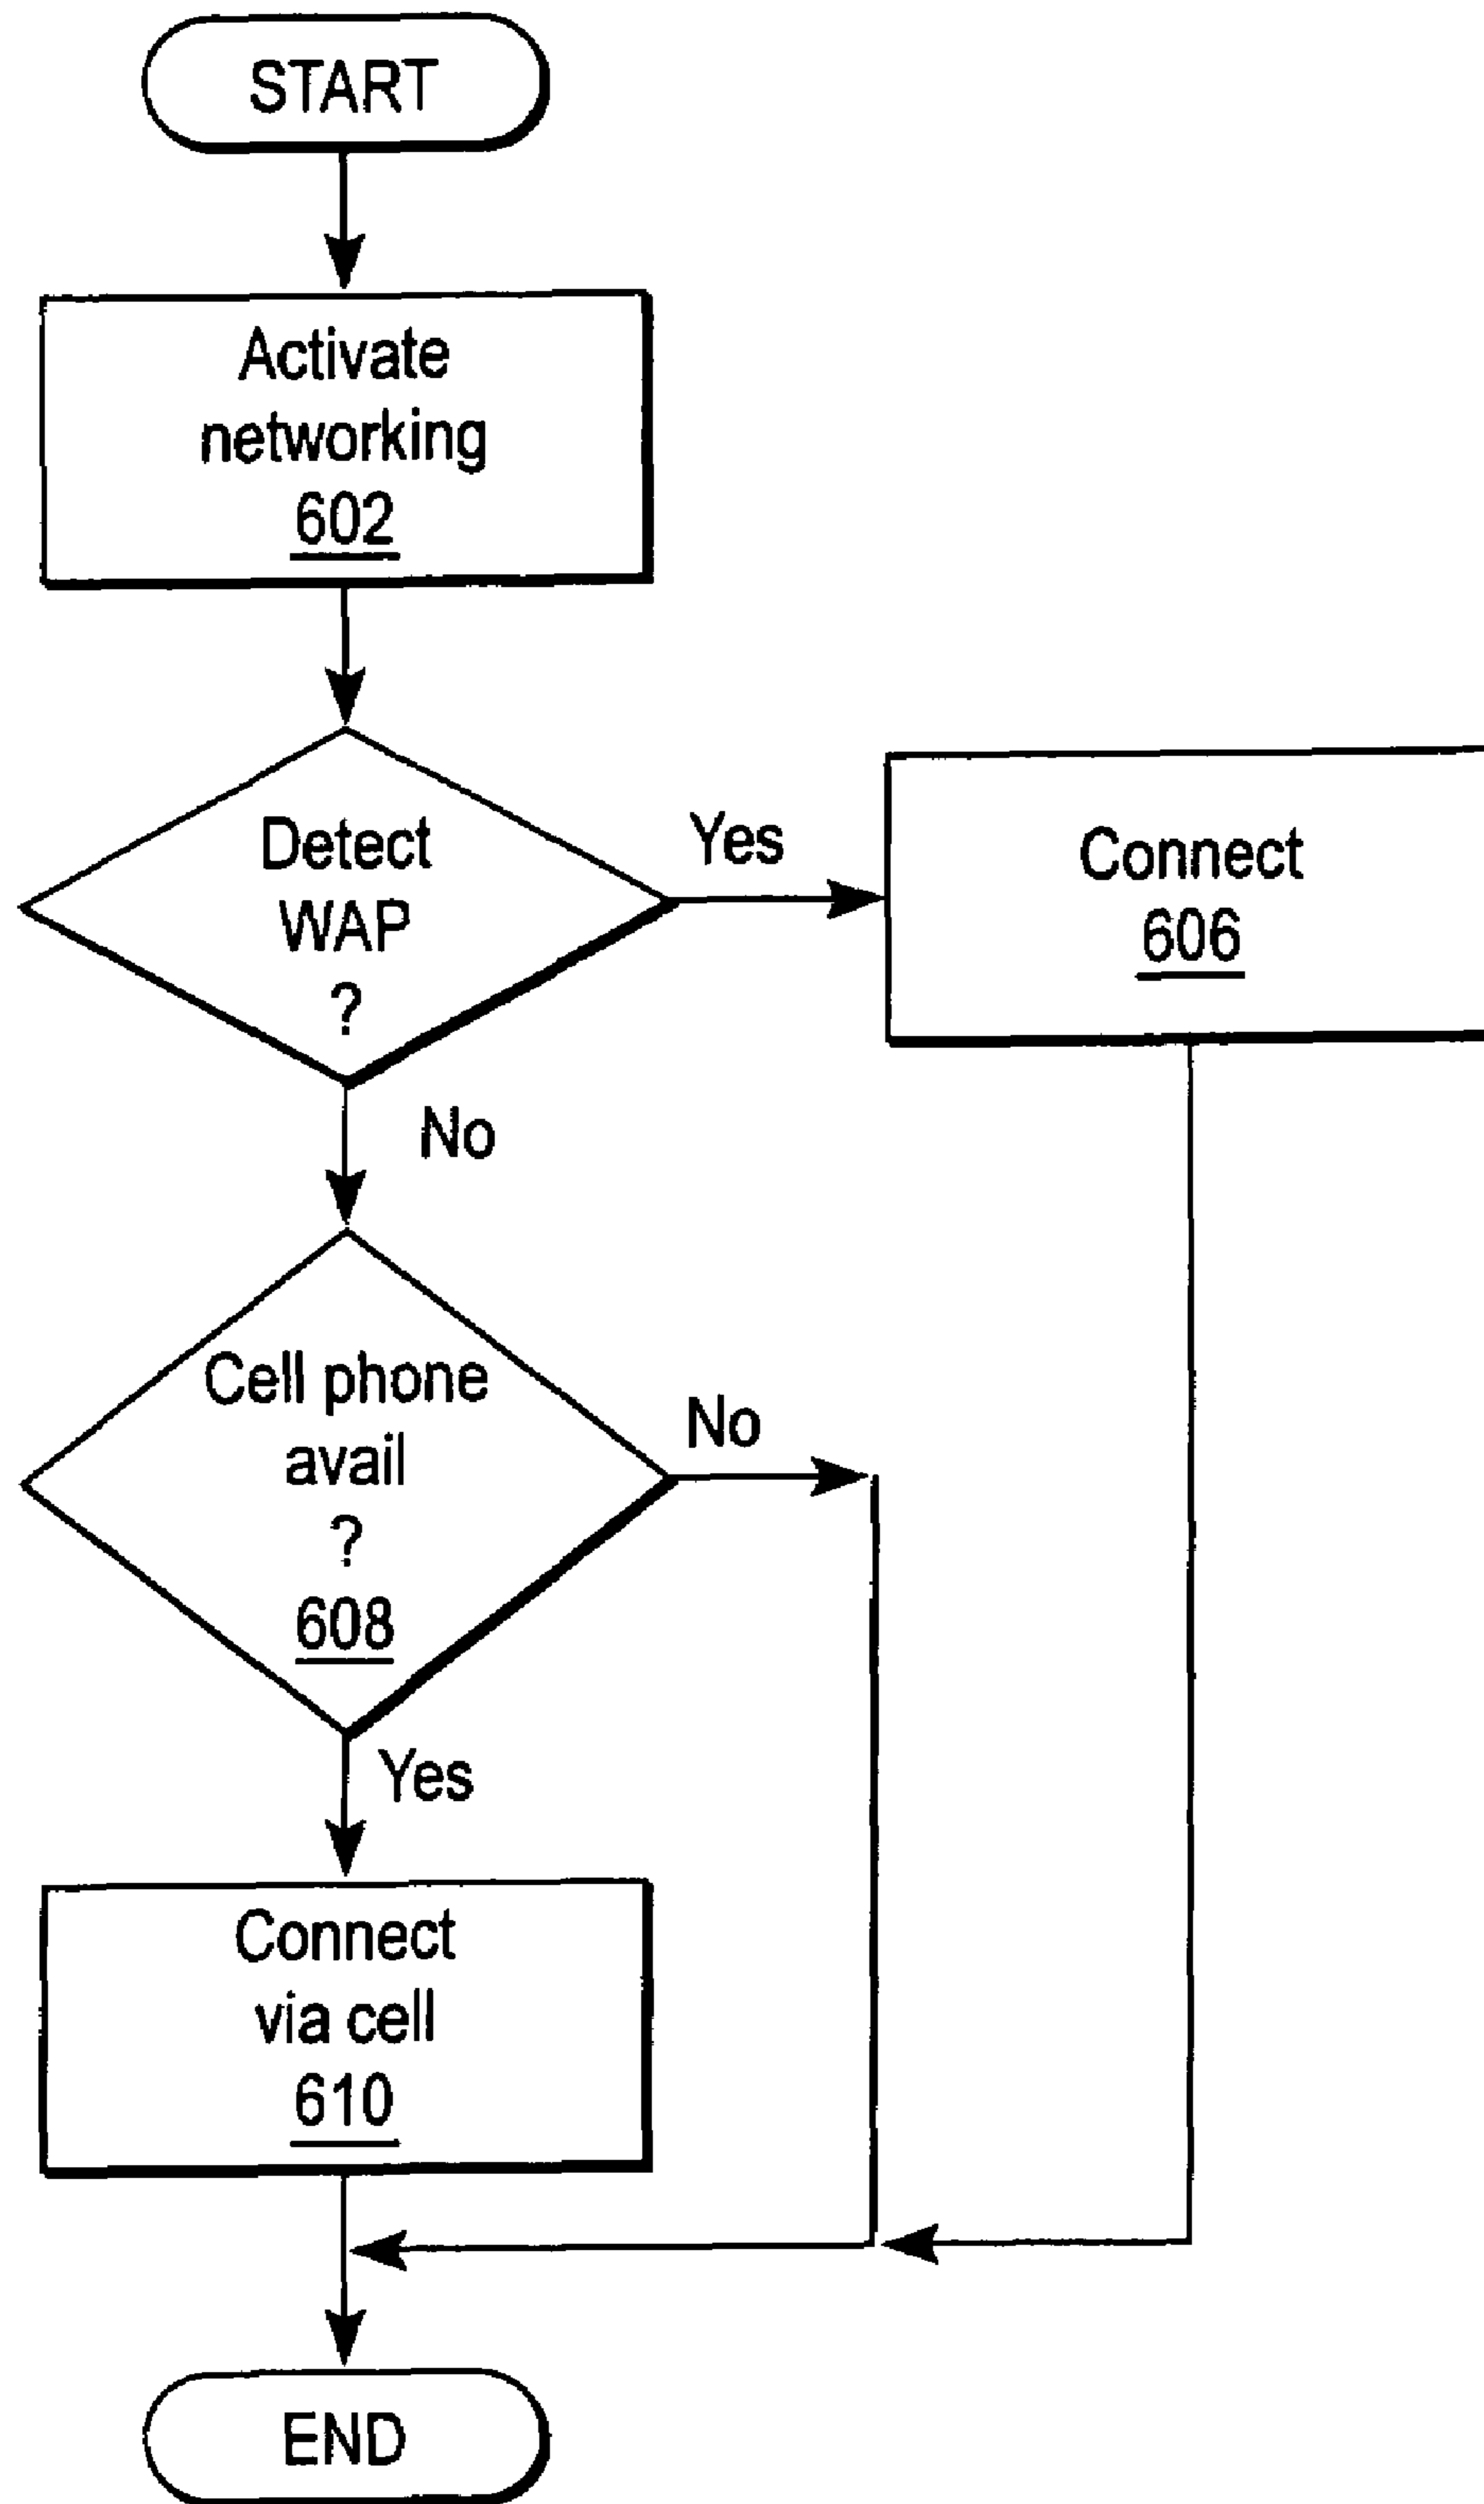 START
Activate
networking
602
Detect
WAP
?
Yes
Connect
606
No
Cell phone
avail
?
608
No
Yes
Connect
via cell
610
END